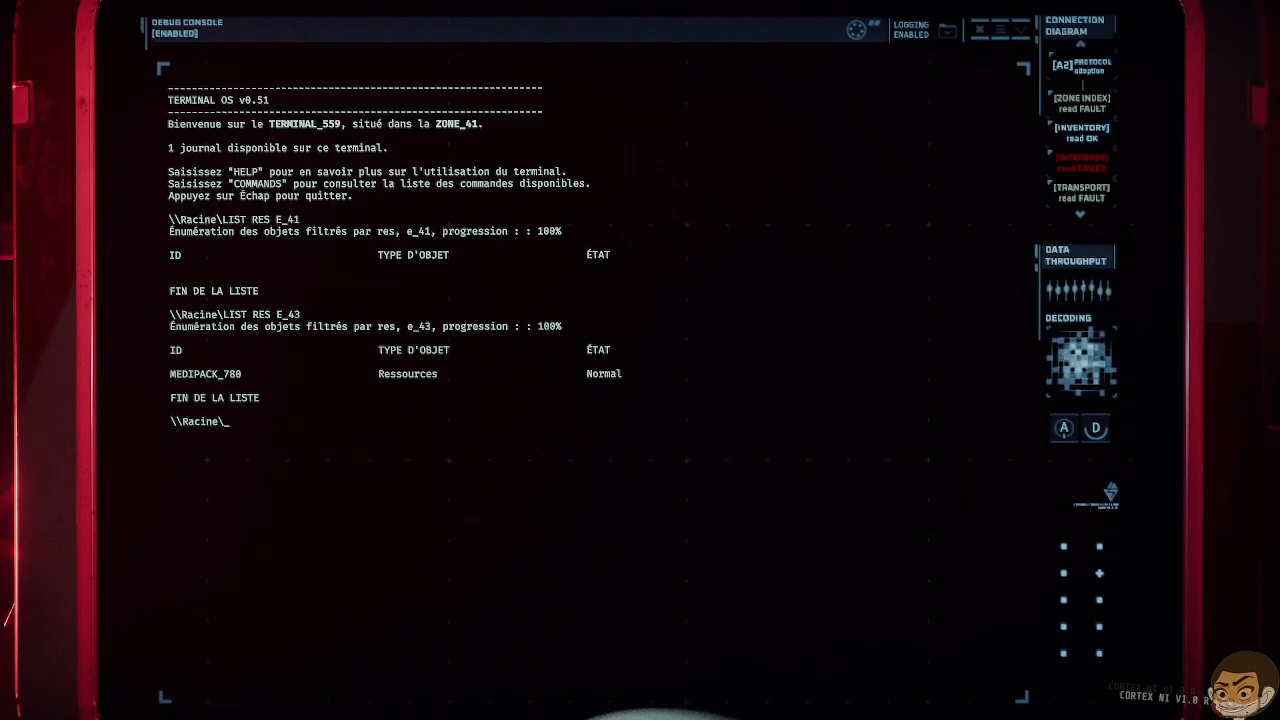 DEBUG CONSOLE
[ENABLED]
LOGGING
ENABLED
CONNECTION
DIAGRAM
[A2] PROTOCOL
adaption
[ZONE INDEX]
read FAULT
[INVENTORY]
read OK
[INTERBASE]
read FAILED
[TRANSPORT]
read FAULT
DATA
THROUGHPUT
DECODING
A D
--------------------------------------------------------------
TERMINAL OS v0.51
--------------------------------------------------------------
Bienvenue sur le TERMINAL_559, situé dans la ZONE_41.
1 journal disponible sur ce terminal.
Saisissez "HELP" pour en savoir plus sur l'utilisation du terminal.
Saisissez "COMMANDS" pour consulter la liste des commandes disponibles.
Appuyez sur Échap pour quitter.
\\Racine\LIST RES E_41
Énumération des objets filtrés par res, e_41, progression : : 100%
ID TYPE D'OBJET ÉTAT
FIN DE LA LISTE
\\Racine\LIST RES E_43
Énumération des objets filtrés par res, e_43, progression : : 100%
ID TYPE D'OBJET ÉTAT
MEDIPACK_780 Ressources Normal
FIN DE LA LISTE
\\Racine\_
CORTEX NI V1.0 R